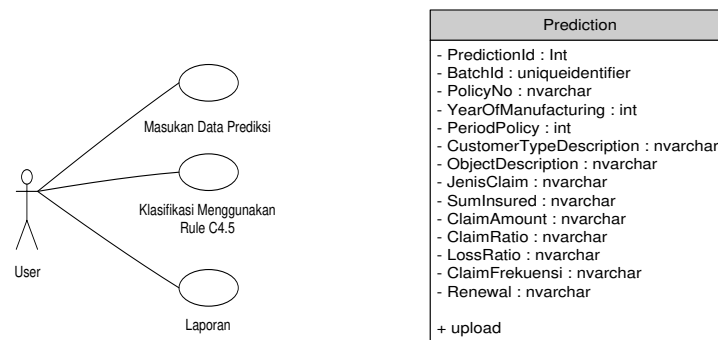 Masukan Data Prediksi
Klasifikasi Menggunakan
Rule C4.5
User
Laporan
Prediction
- PredictionId : Int
- BatchId : uniqueidentifier
- PolicyNo : nvarchar
- YearOfManufacturing : int
- PeriodPolicy : int
- CustomerTypeDescription : nvarchar
- ObjectDescription : nvarchar
- JenisClaim : nvarchar
- SumInsured : nvarchar
- ClaimAmount : nvarchar
- ClaimRatio : nvarchar
- LossRatio : nvarchar
- ClaimFrekuensi : nvarchar
- Renewal : nvarchar
+ upload